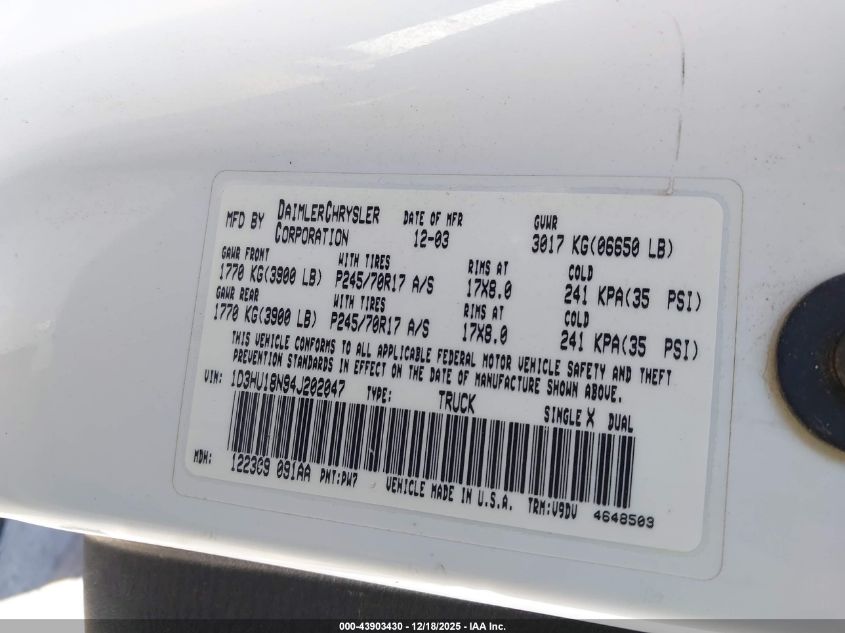 MFD BY DAIMLERCHRYSLER CORPORATION DATE OF MFR 12-03 GVWR 3017 KG(06650 LB)
GAWR FRONT WITH TIRES RIMS AT COLD
1770 KG(3900 LB) P245/70R17 A/S 17X8.0 241 KPA(35 PSI)
GAWR REAR WITH TIRES RIMS AT COLD
1770 KG(3900 LB) P245/70R17 A/S 17X8.0 241 KPA(35 PSI)
THIS VEHICLE CONFORMS TO ALL APPLICABLE FEDERAL MOTOR VEHICLE SAFETY AND THEFT
PREVENTION STANDARDS IN EFFECT ON THE DATE OF MANUFACTURE SHOWN ABOVE.
VIN: 1D3HU18N94J202047 TYPE: TRUCK SINGLE X DUAL
MDH: 122309 091AA PNT:PW7 VEHICLE MADE IN U.S.A. TRM:V9DV 4648503
000-43903430 - 12/18/2025 - IAA Inc.